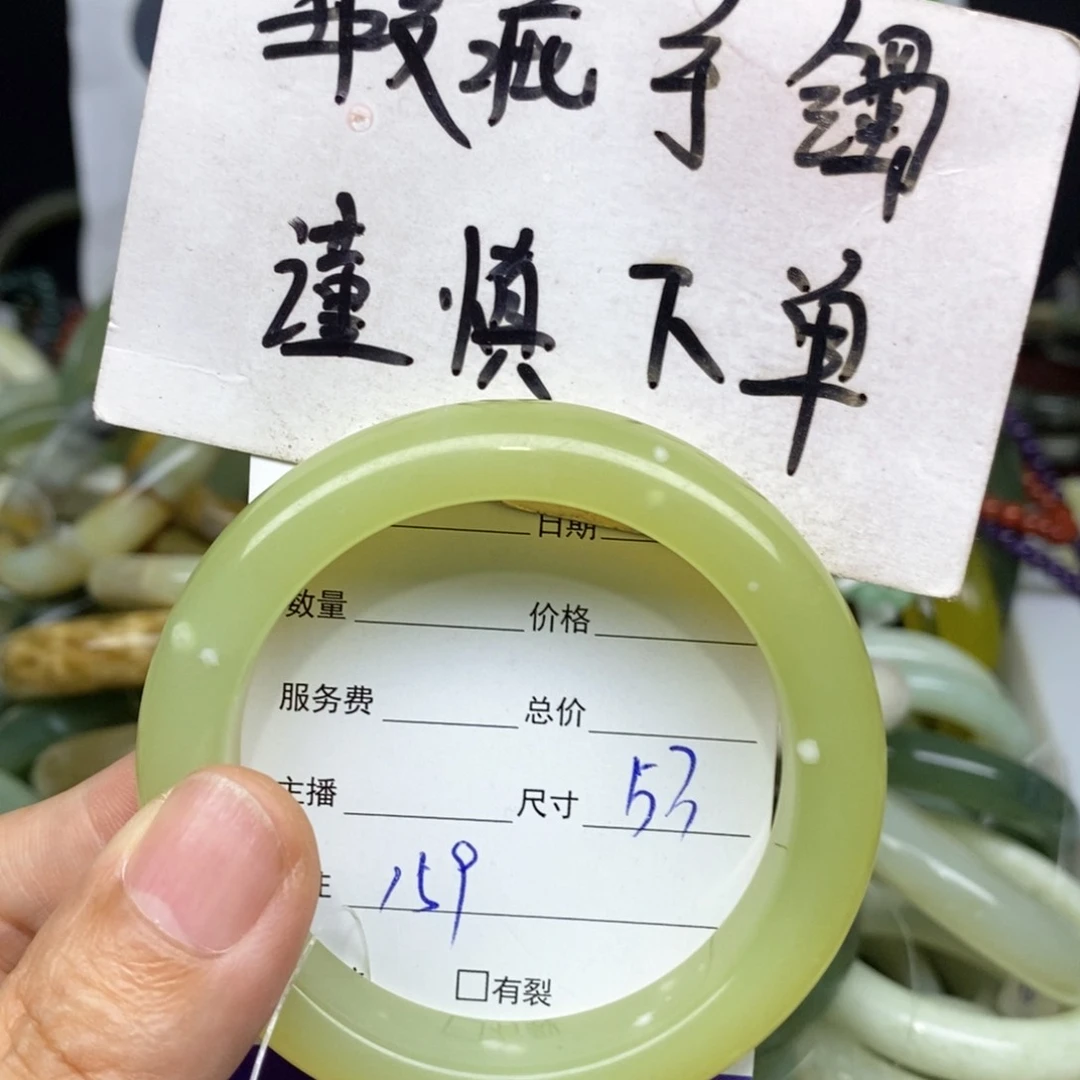 瑕疵手镯
谨慎下单
日期
数量 价格
服务费 总价
主播 尺寸 53
注 159
有裂